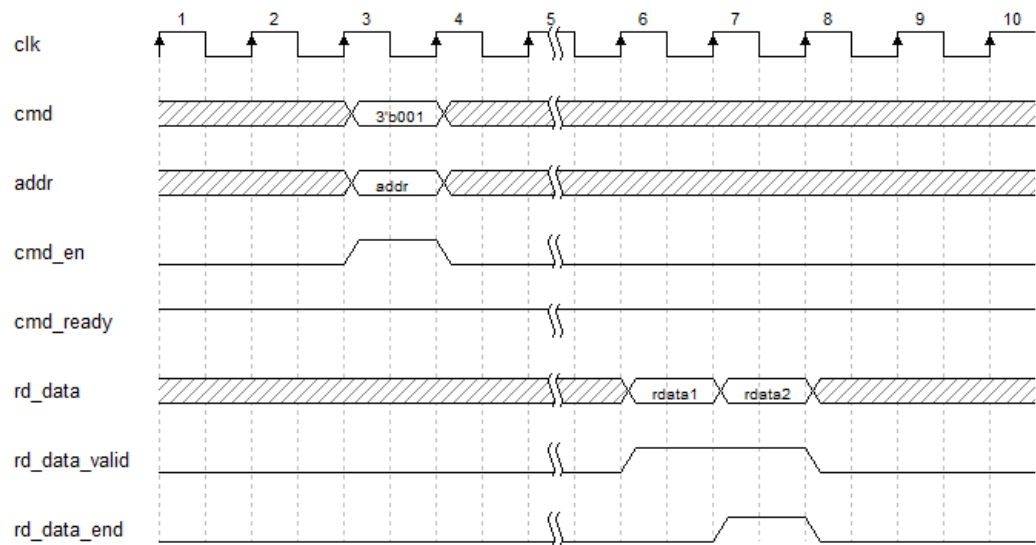 1 2 3 4 5 6 7 8 9 10
clk
cmd 3'b001
addr addr
cmd_en
cmd_ready
rd_data rdata1 rdata2
rd_data_valid
rd_data_end